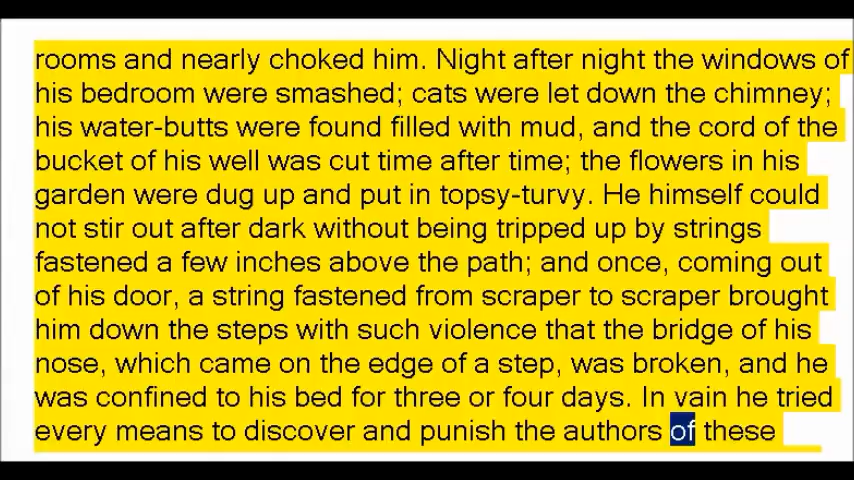 rooms and nearly choked him. Night after night the windows of
his bedroom were smashed; cats were let down the chimney;
his water-butts were found filled with mud, and the cord of the
bucket of his well was cut time after time; the flowers in his
garden were dug up and put in topsy-turvy. He himself could
not stir out after dark without being tripped up by strings
fastened a few inches above the path; and once, coming out
of his door, a string fastened from scraper to scraper brought
him down the steps with such violence that the bridge of his
nose, which came on the edge of a step, was broken, and he
was confined to his bed for three or four days. In vain he tried
every means to discover and punish the authors of these